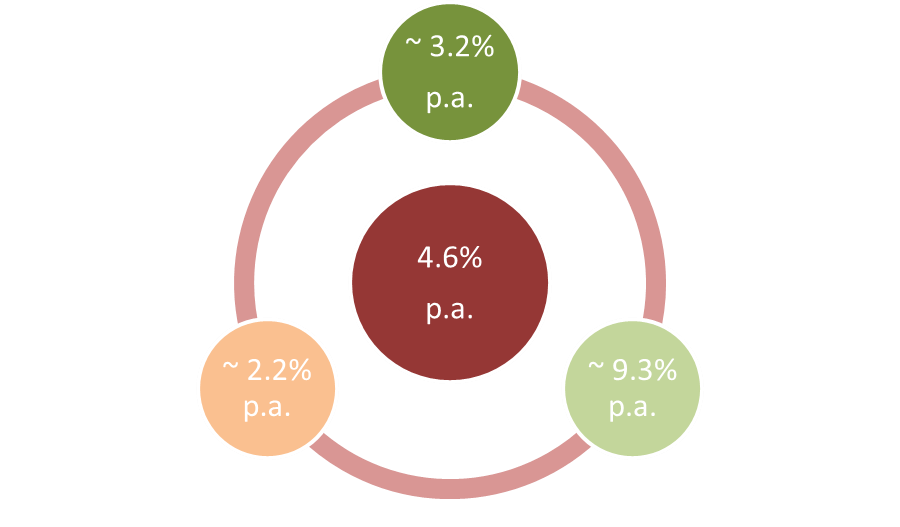 ~ 3.2%
p.a.
4.6%
p.a.
~ 2.2%
p.a.
~ 9.3%
p.a.